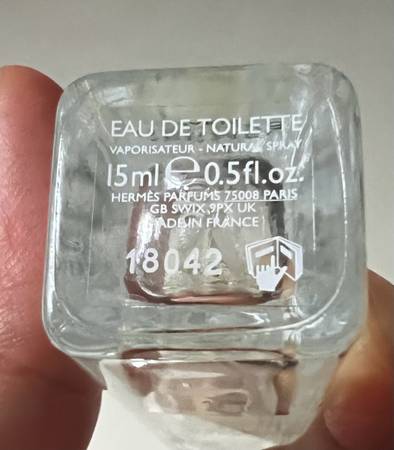 EAU DE TOILETTE
VAPORISATEUR - NATURAL SPRAY
15ml ℮ 0.5fl.oz.
HERMÈS PARFUMS 75008 PARIS
GB SW1X 9PX UK
MADE IN FRANCE
18042